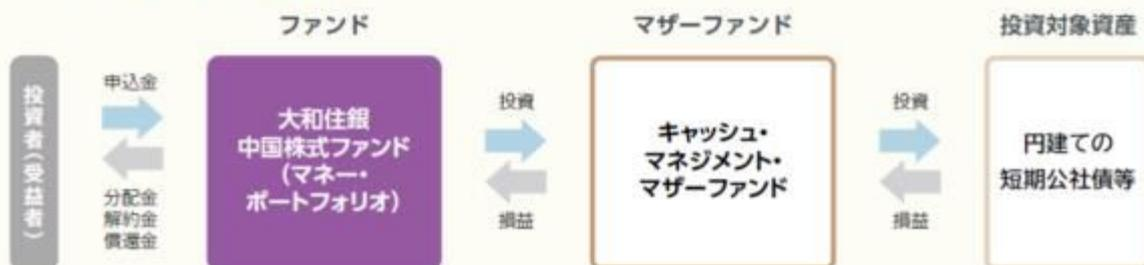 ファンド
マザーファンド
投資対象資産
投資者(受益者)
申込金
分配金
解約金
償還金
大和住銀
中国株式ファンド
(マネー・
ポートフォリオ)
投資
損益
キャッシュ・
マネジメント・
マザーファンド
投資
損益
円建ての
短期公社債等